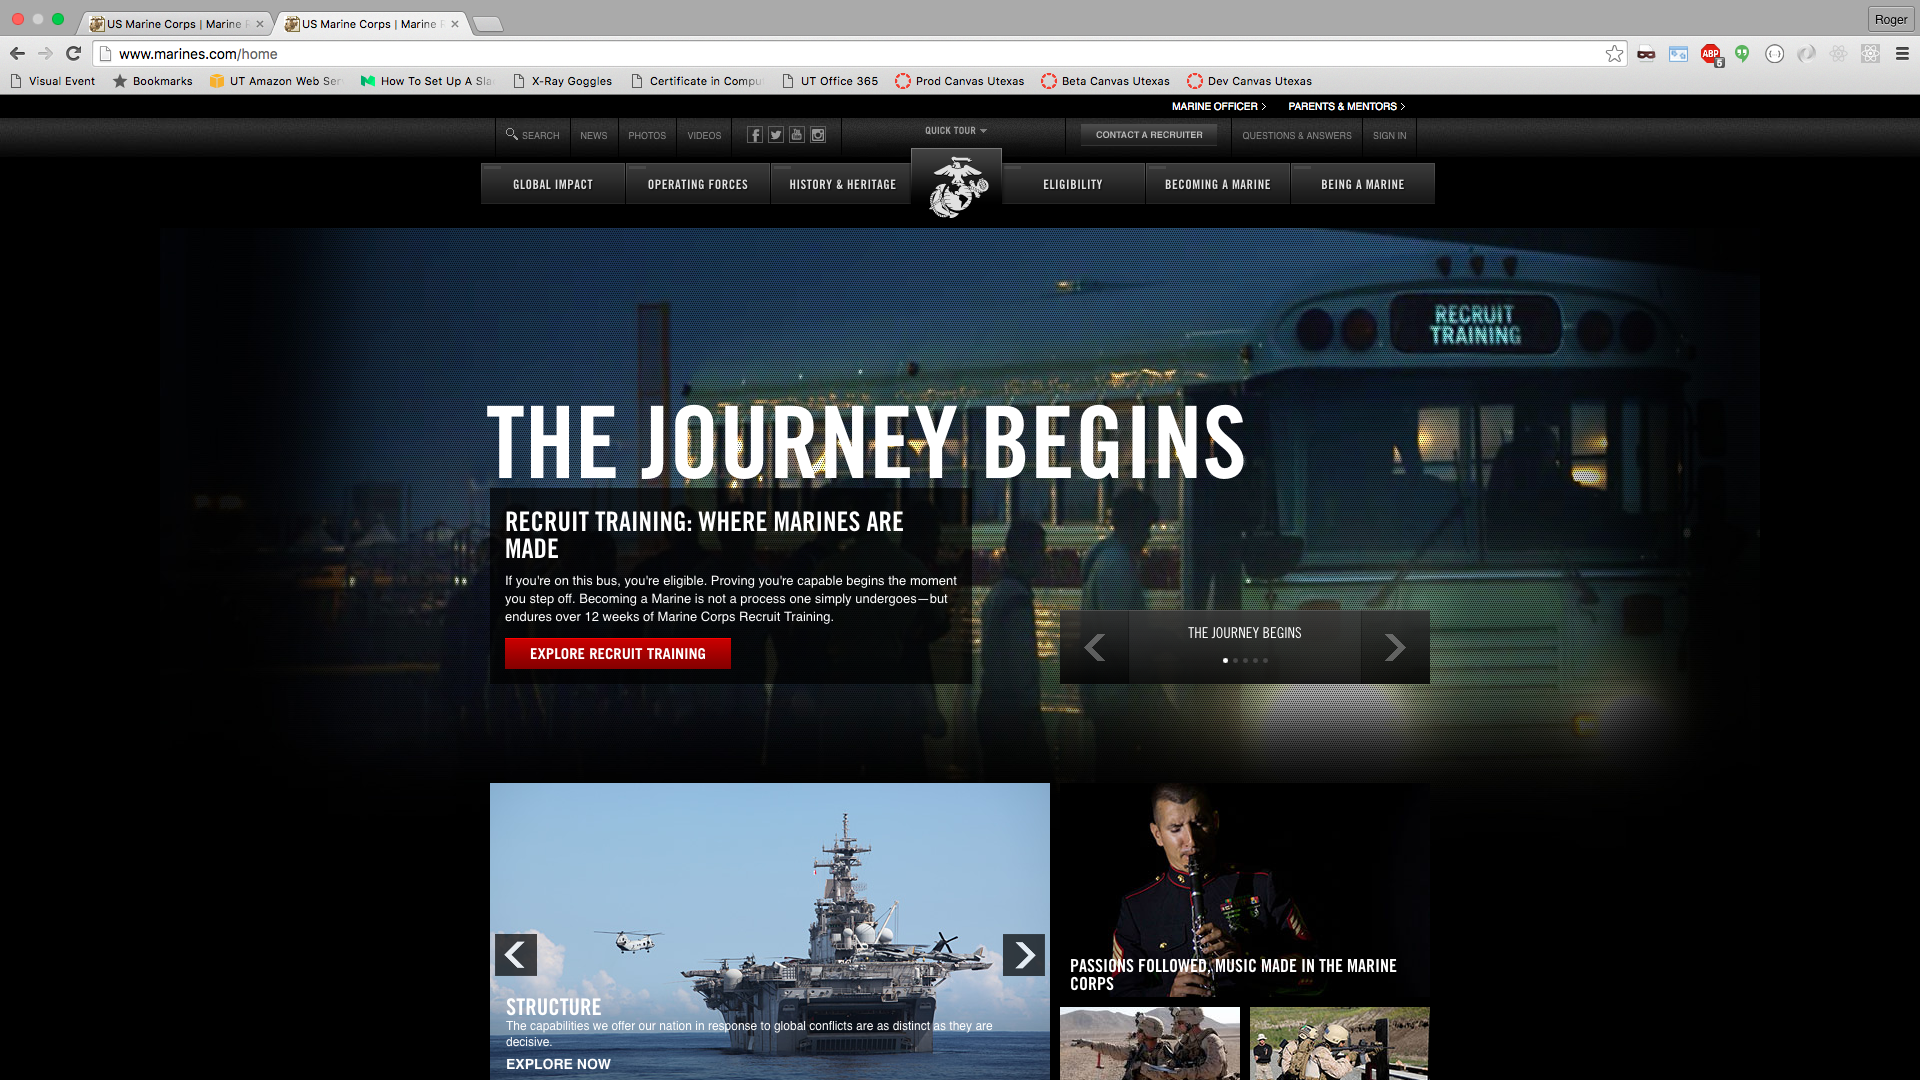 US Marine Corps | Marine R
US Marine Corps | Marine R
Roger
www.marines.com/home
ABP
6
Visual Event
Bookmarks
UT Amazon Web Ser
How To Set Up A Sla
X-Ray Goggles
Certificate in Compu
UT Office 365
Prod Canvas Utexas
Beta Canvas Utexas
Dev Canvas Utexas
MARINE OFFICER >
PARENTS & MENTORS >
SEARCH
NEWS
PHOTOS
VIDEOS
QUICK TOUR
CONTACT A RECRUITER
QUESTIONS & ANSWERS
SIGN IN
GLOBAL IMPACT
OPERATING FORCES
HISTORY & HERITAGE
ELIGIBILITY
BECOMING A MARINE
BEING A MARINE
RECRUIT
TRAINING
THE JOURNEY BEGINS
RECRUIT TRAINING: WHERE MARINES ARE
MADE
If you're on this bus, you're eligible. Proving you're capable begins the moment
you step off. Becoming a Marine is not a process one simply undergoes—but
endures over 12 weeks of Marine Corps Recruit Training.
EXPLORE RECRUIT TRAINING
THE JOURNEY BEGINS
STRUCTURE
The capabilities we offer our nation in response to global conflicts are as distinct as they are
decisive.
EXPLORE NOW
PASSIONS FOLLOWED, MUSIC MADE IN THE MARINE
CORPS